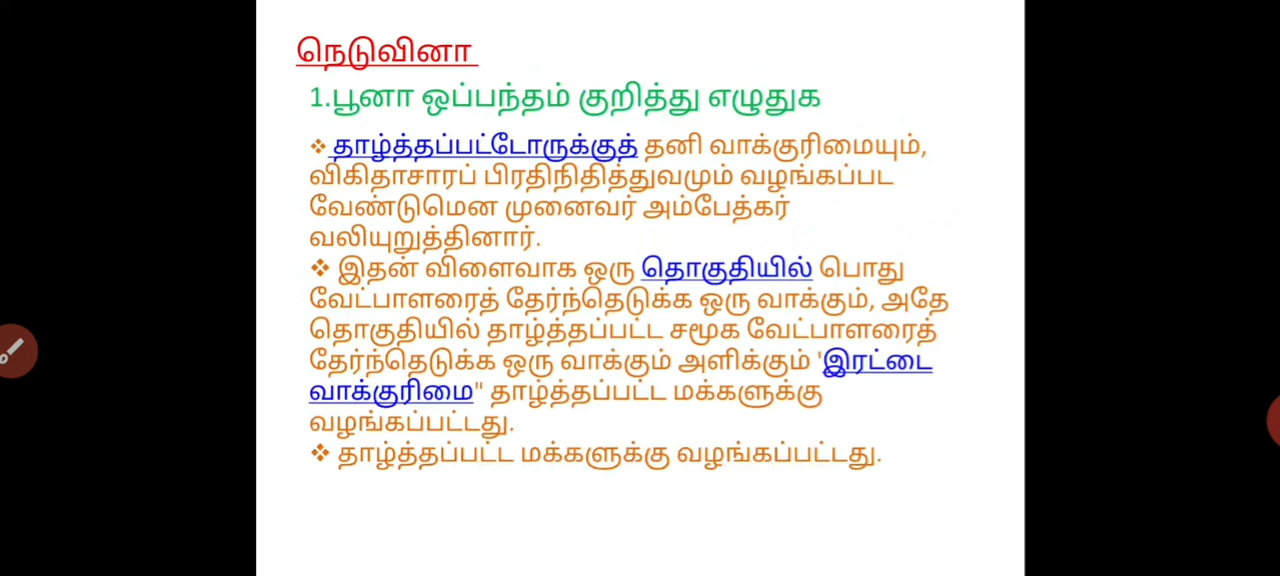 நெடுவினா
1.பூனா ஒப்பந்தம் குறித்து எழுதுக
❖ தாழ்த்தப்பட்டோருக்குத் தனி வாக்குரிமையும்,
விகிதாசாரப் பிரதிநிதித்துவமும் வழங்கப்பட
வேண்டுமென முனைவர் அம்பேத்கர்
வலியுறுத்தினார்.
❖ இதன் விளைவாக ஒரு தொகுதியில் பொது
வேட்பாளரைத் தேர்ந்தெடுக்க ஒரு வாக்கும், அதே
தொகுதியில் தாழ்த்தப்பட்ட சமூக வேட்பாளரைத்
தேர்ந்தெடுக்க ஒரு வாக்கும் அளிக்கும் 'இரட்டை
வாக்குரிமை" தாழ்த்தப்பட்ட மக்களுக்கு
வழங்கப்பட்டது.
❖ தாழ்த்தப்பட்ட மக்களுக்கு வழங்கப்பட்டது.